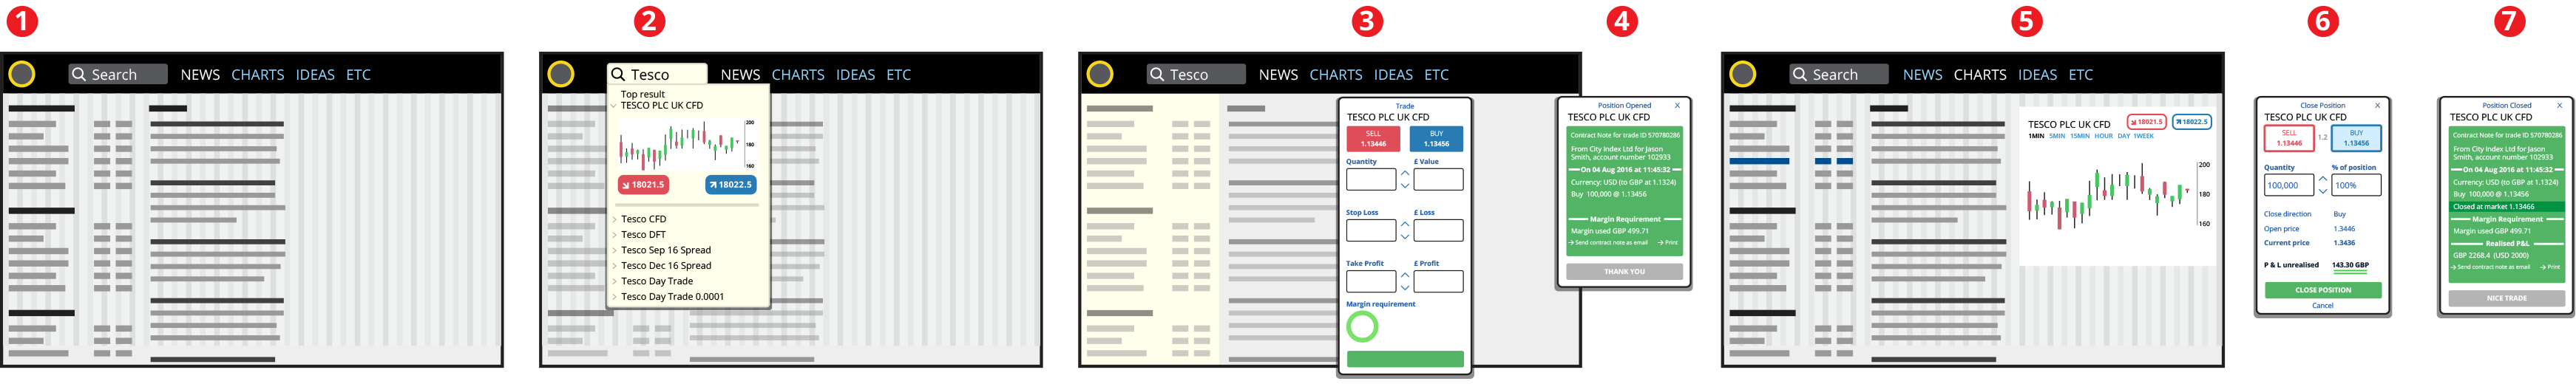 1
2
3
4
5
6
7
Search NEWS CHARTS IDEAS ETC
Tesco NEWS CHARTS IDEAS ETC
Top result
TESCO PLC UK CFD
200
180
160
18021.5 18022.5
Tesco CFD
Tesco DFT
Tesco Sep 16 Spread
Tesco Dec 16 Spread
Tesco Day Trade
Tesco Day Trade 0.0001
Tesco NEWS CHARTS IDEAS ETC
Trade
TESCO PLC UK CFD
SELL BUY
1.13446 1.13456
Quantity £ Value
Stop Loss £ Loss
Take Profit £ Profit
Margin requirement
Position Opened X
TESCO PLC UK CFD
Contract Note for trade ID 570780286
From City Index Ltd for Jason
Smith, account number 102933
On 04 Aug 2016 at 11:45:32
Currency: USD (to GBP at 1.1324)
Buy 100,000 @ 1.13456
Margin Requirement
Margin used GBP 499.71
Send contract note as email Print
THANK YOU
Search NEWS CHARTS IDEAS ETC
TESCO PLC UK CFD 18021.5 18022.5
1MIN 5MIN 15MIN HOUR DAY 1WEEK
200
180
160
Close Position X
TESCO PLC UK CFD
SELL BUY
1.13446 1.2 1.13456
Quantity % of position
100,000 100%
Close direction Buy
Open price 1.3446
Current price 1.3436
P & L unrealised 143.30 GBP
CLOSE POSITION
Cancel
Position Closed X
TESCO PLC UK CFD
Contract Note for trade ID 570780286
From City Index Ltd for Jason
Smith, account number 102933
On 04 Aug 2016 at 11:45:32
Currency: USD (to GBP at 1.1324)
Buy 100,000 @ 1.13456
Closed at market 1.13466
Margin Requirement
Margin used GBP 499.71
Realised P&L
GBP 2268.4 (USD 2000)
Send contract note as email Print
NICE TRADE